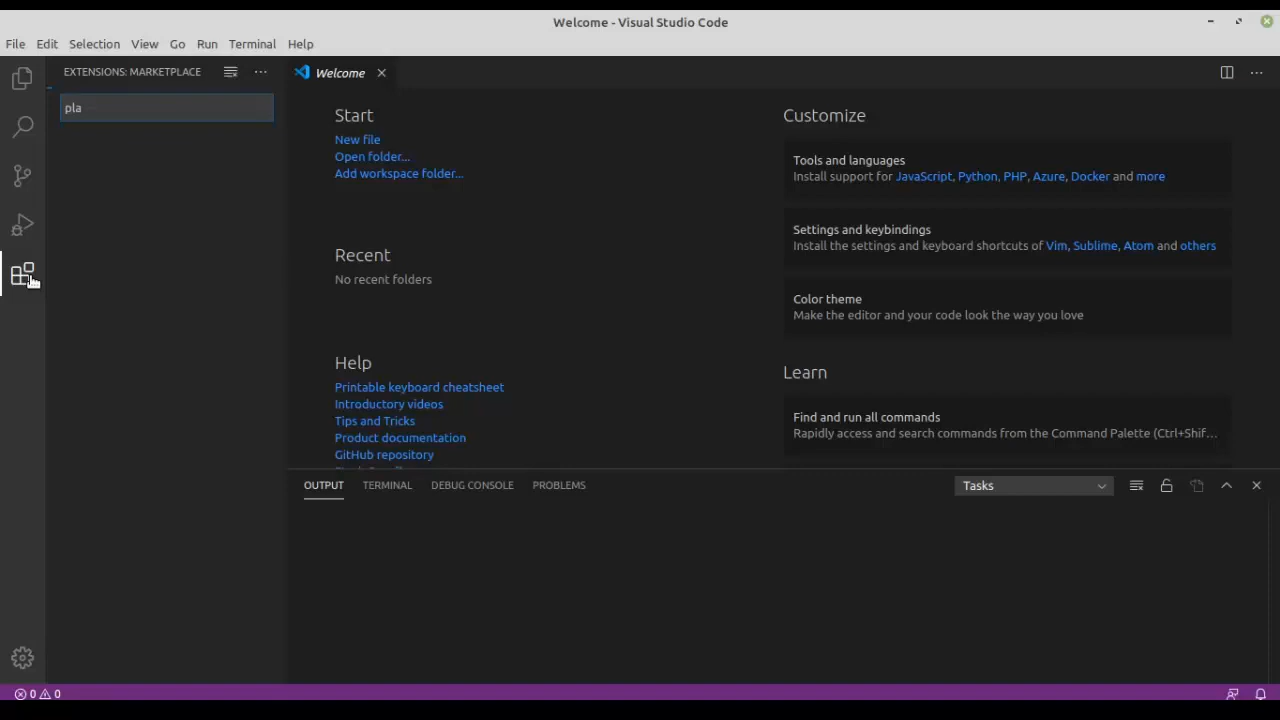 Welcome - Visual Studio Code
File Edit Selection View Go Run Terminal Help
EXTENSIONS: MARKETPLACE
pla
Welcome
Start
New file
Open folder...
Add workspace folder...
Recent
No recent folders
Help
Printable keyboard cheatsheet
Introductory videos
Tips and Tricks
Product documentation
GitHub repository
Customize
Tools and languages
Install support for JavaScript, Python, PHP, Azure, Docker and more
Settings and keybindings
Install the settings and keyboard shortcuts of Vim, Sublime, Atom and others
Color theme
Make the editor and your code look the way you love
Learn
Find and run all commands
Rapidly access and search commands from the Command Palette (Ctrl+Shif...
OUTPUT TERMINAL DEBUG CONSOLE PROBLEMS
Tasks
0 0